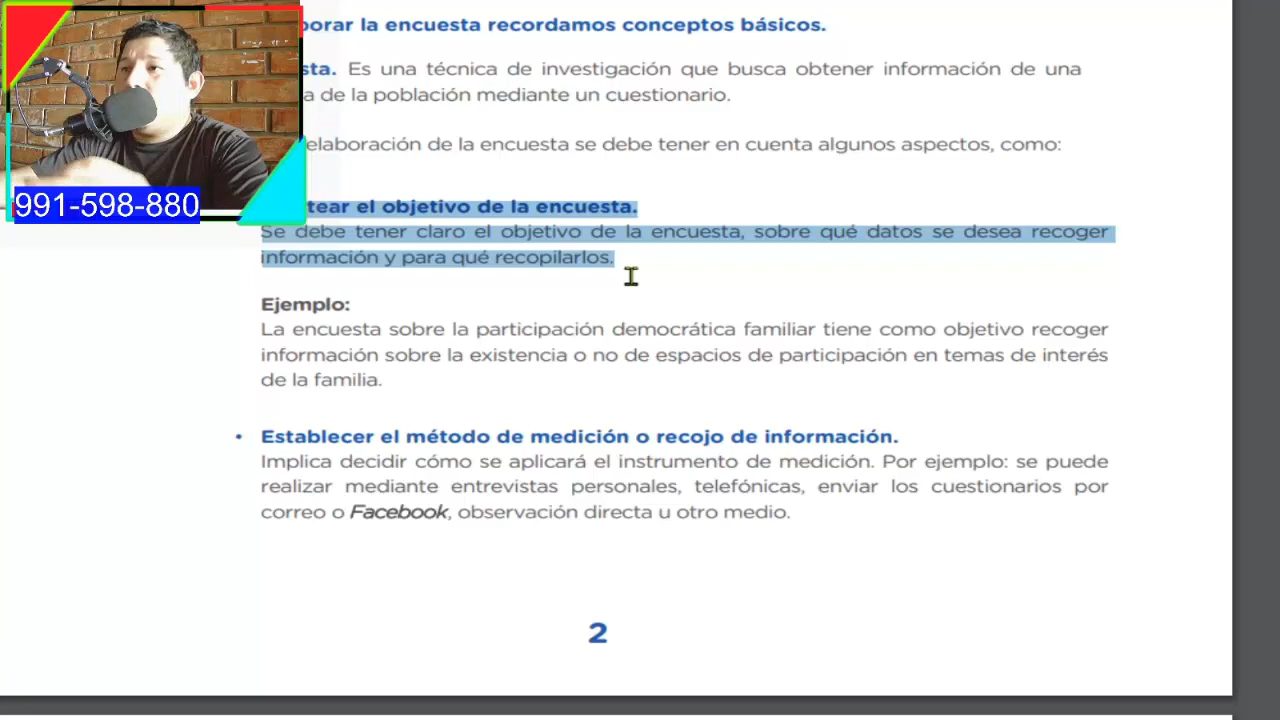 borar la encuesta recordamos conceptos básicos.
sta. Es una técnica de investigación que busca obtener información de una
a de la población mediante un cuestionario.
elaboración de la encuesta se debe tener en cuenta algunos aspectos, como:
991-598-880
tear el objetivo de la encuesta.
Se debe tener claro el objetivo de la encuesta, sobre qué datos se desea recoger
información y para qué recopilarlos.
Ejemplo:
La encuesta sobre la participación democrática familiar tiene como objetivo recoger
información sobre la existencia o no de espacios de participación en temas de interés
de la familia.
• Establecer el método de medición o recojo de información.
Implica decidir cómo se aplicará el instrumento de medición. Por ejemplo: se puede
realizar mediante entrevistas personales, telefónicas, enviar los cuestionarios por
correo o Facebook, observación directa u otro medio.
2